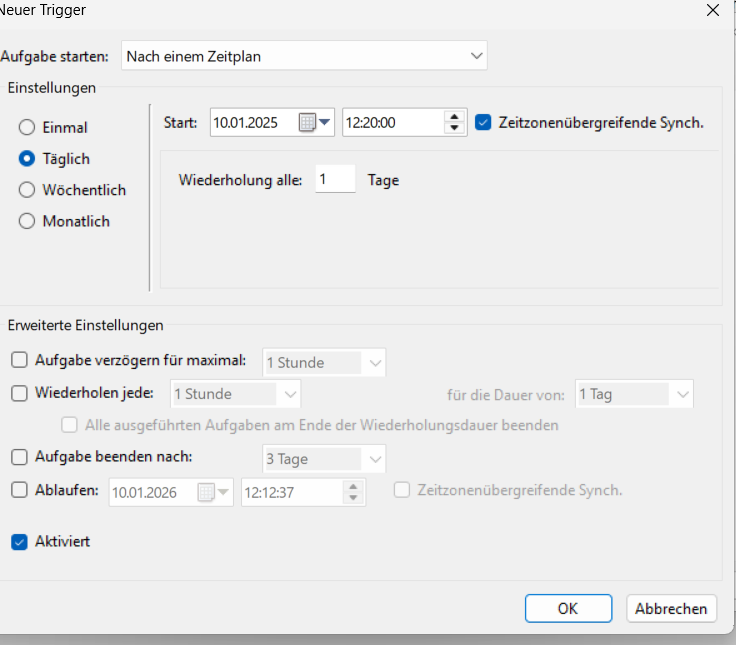 Neuer Trigger
Aufgabe starten: Nach einem Zeitplan
Einstellungen
Einmal
Täglich
Wöchentlich
Monatlich
Start: 10.01.2025 12:20:00 Zeitzonenübergreifende Synch.
Wiederholung alle: 1 Tage
Erweiterte Einstellungen
Aufgabe verzögern für maximal: 1 Stunde
Wiederholen jede: 1 Stunde für die Dauer von: 1 Tag
Alle ausgeführten Aufgaben am Ende der Wiederholungsdauer beenden
Aufgabe beenden nach: 3 Tage
Ablaufen: 10.01.2026 12:12:37 Zeitzonenübergreifende Synch.
Aktiviert
OK Abbrechen